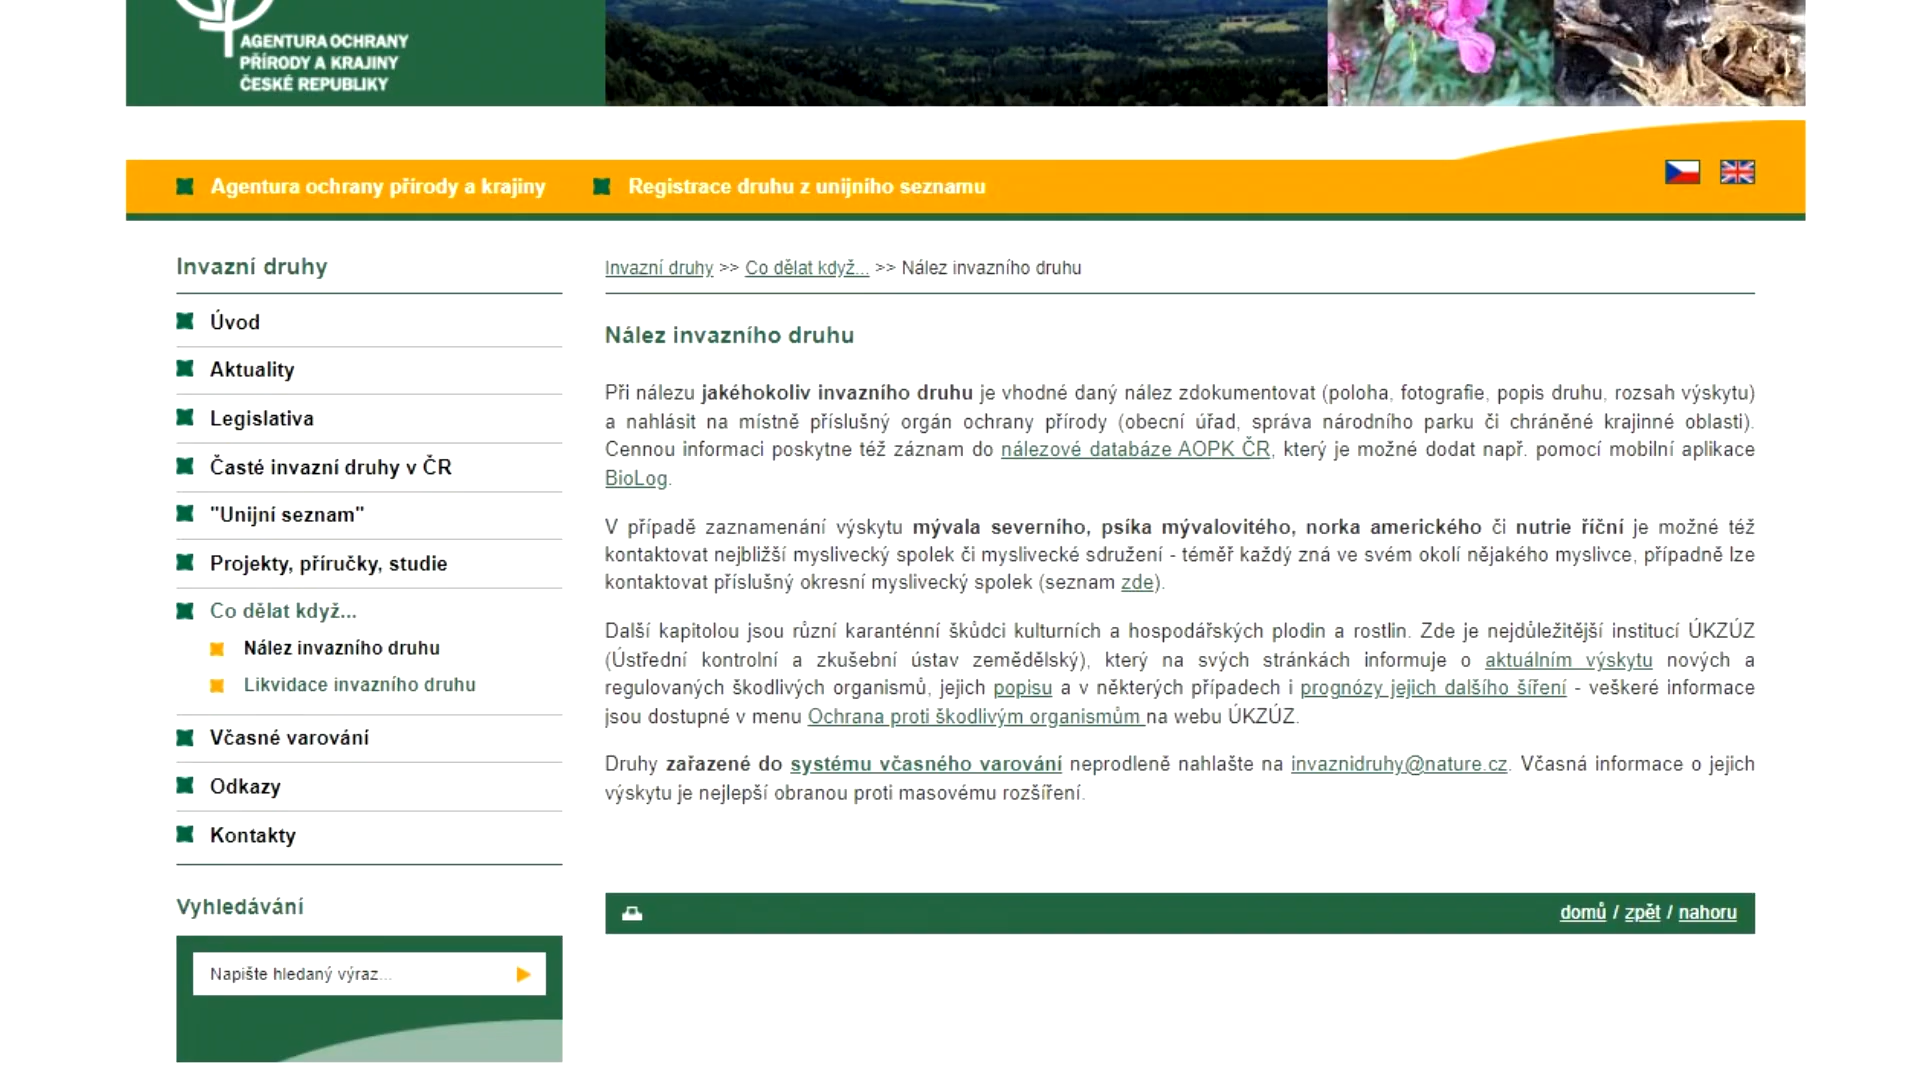 AGENTURA OCHRANY
PŘÍRODY A KRAJINY
ČESKÉ REPUBLIKY
Agentura ochrany přírody a krajiny
Registrace druhu z unijního seznamu
Invazní druhy
Úvod
Aktuality
Legislativa
Časté invazní druhy v ČR
"Unijní seznam"
Projekty, příručky, studie
Co dělat když...
Nález invazního druhu
Likvidace invazního druhu
Včasné varování
Odkazy
Kontakty
Vyhledávání
Napište hledaný výraz...
Invazní druhy >> Co dělat když... >> Nález invazního druhu
Nález invazního druhu
Při nálezu jakéhokoliv invazního druhu je vhodné daný nález zdokumentovat (poloha, fotografie, popis druhu, rozsah výskytu)
a nahlásit na místně příslušný orgán ochrany přírody (obecní úřad, správa národního parku či chráněné krajinné oblasti).
Cennou informaci poskytne též záznam do nálezové databáze AOPK ČR, který je možné dodat např. pomocí mobilní aplikace
BioLog.
V případě zaznamenání výskytu mývala severního, psíka mývalovitého, norka amerického či nutrie říční je možné též
kontaktovat nejbližší myslivecký spolek či myslivecké sdružení - téměř každý zná ve svém okolí nějakého myslivce, případně lze
kontaktovat příslušný okresní myslivecký spolek (seznam zde).
Další kapitolou jsou různí karanténní škůdci kulturních a hospodářských plodin a rostlin. Zde je nejdůležitější institucí ÚKZÚZ
(Ústřední kontrolní a zkušební ústav zemědělský), který na svých stránkách informuje o aktuálním výskytu nových a
regulovaných škodlivých organismů, jejich popisu a v některých případech i prognózy jejich dalšího šíření - veškeré informace
jsou dostupné v menu Ochrana proti škodlivým organismům na webu ÚKZÚZ.
Druhy zařazené do systému včasného varování neprodleně nahlašte na invaznidruhy@nature.cz. Včasná informace o jejich
výskytu je nejlepší obranou proti masovému rozšíření.
domů / zpět / nahoru